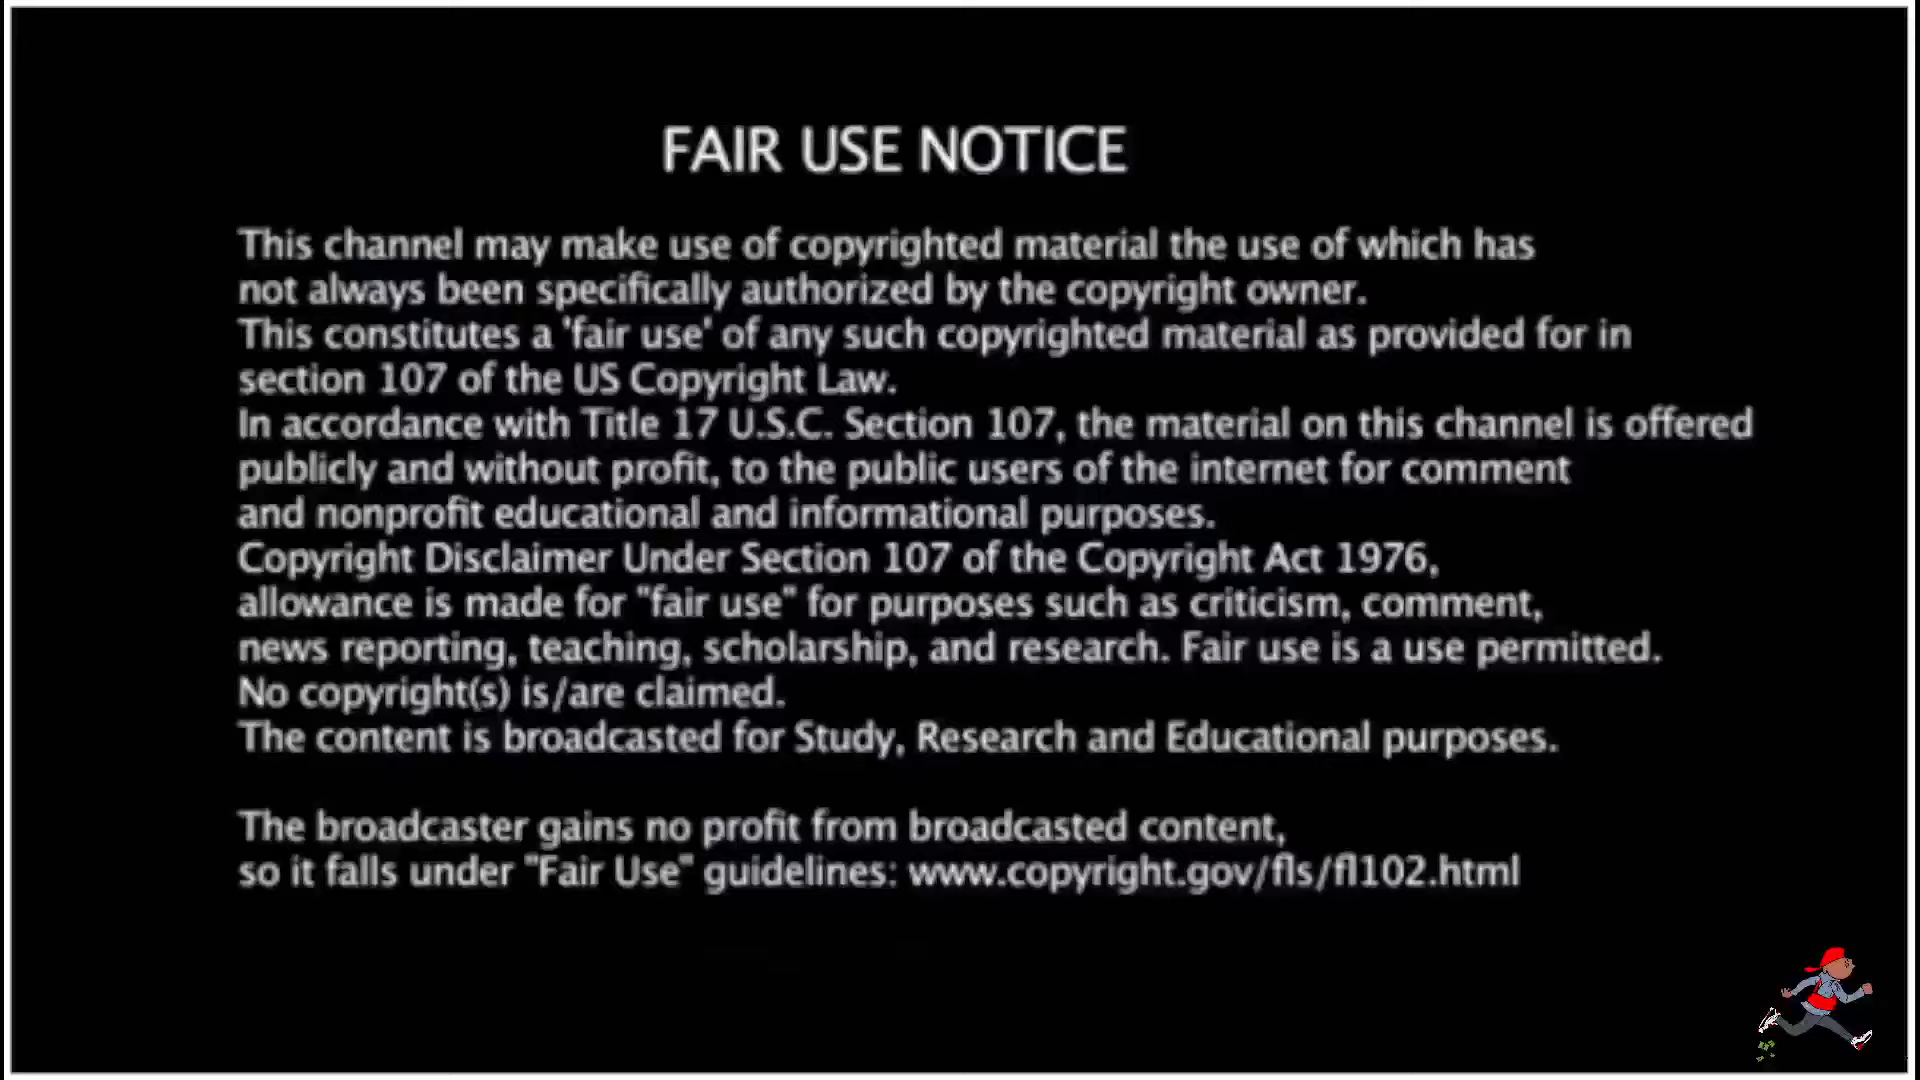 FAIR USE NOTICE
This channel may make use of copyrighted material the use of which has
not always been specifically authorized by the copyright owner.
This constitutes a 'fair use' of any such copyrighted material as provided for in
section 107 of the US Copyright Law.
In accordance with Title 17 U.S.C. Section 107, the material on this channel is offered
publicly and without profit, to the public users of the internet for comment
and nonprofit educational and informational purposes.
Copyright Disclaimer Under Section 107 of the Copyright Act 1976,
allowance is made for "fair use" for purposes such as criticism, comment,
news reporting, teaching, scholarship, and research. Fair use is a use permitted.
No copyright(s) is/are claimed.
The content is broadcasted for Study, Research and Educational purposes.
The broadcaster gains no profit from broadcasted content,
so it falls under "Fair Use" guidelines: www.copyright.gov/fls/fl102.html